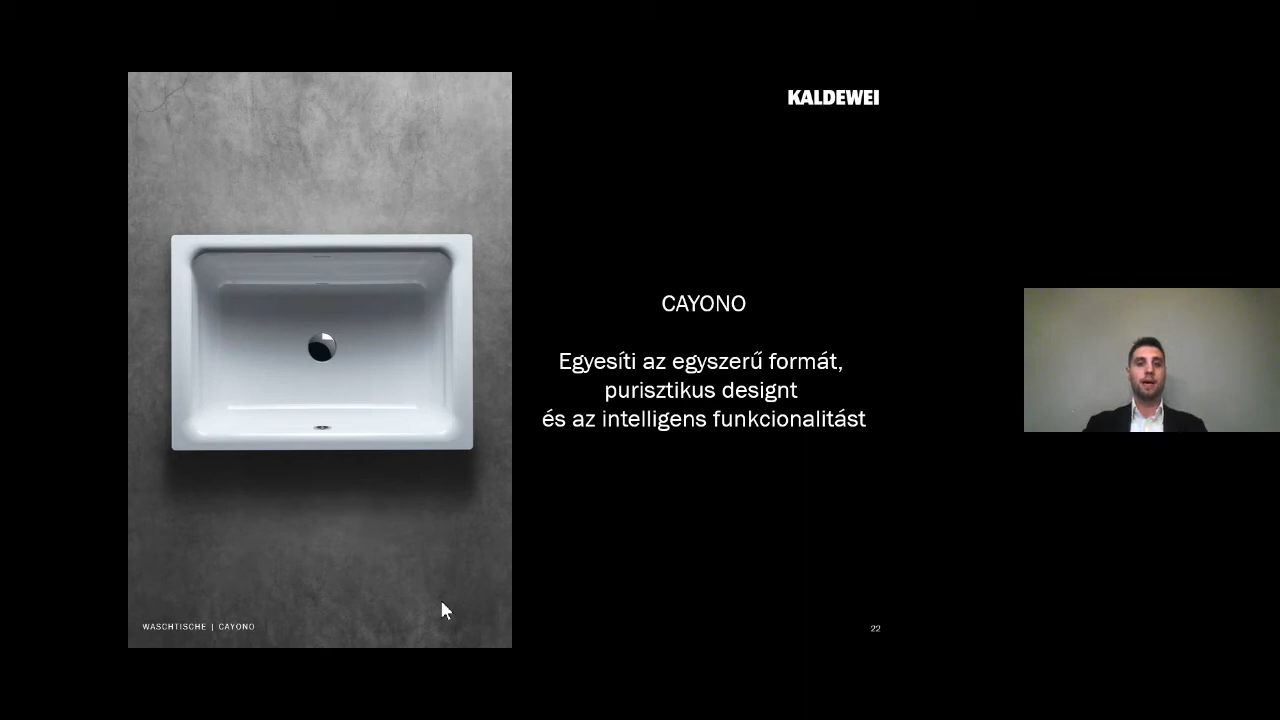 KALDEWEI
CAYONO
Egyesíti az egyszerű formát,
purisztikus designt
és az intelligens funkcionalitást
WASCHTISCHE | CAYONO
22